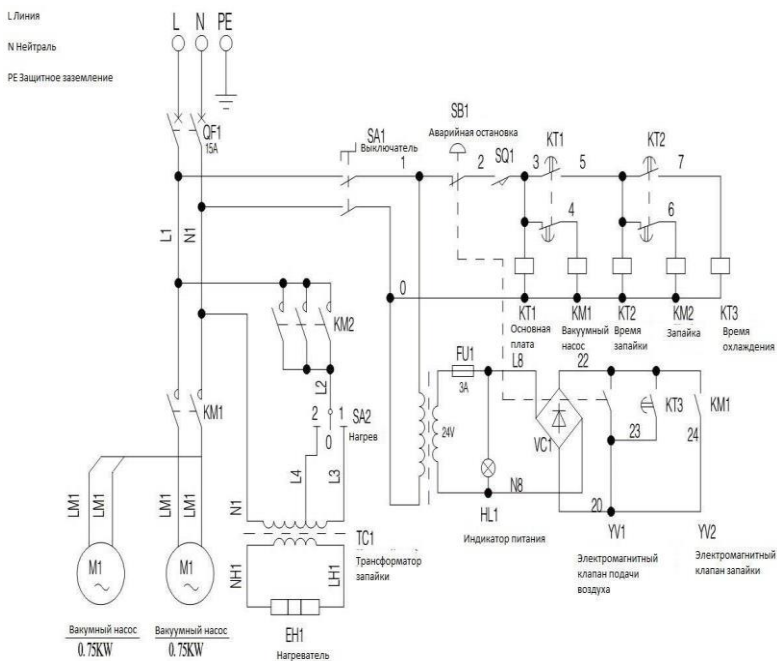 L Линия
N Нейтраль
PE Защитное заземление
L N PE
QF1
15A
SA1
Выключатель
SB1
Аварийная остановка
1
2
SQ1
3
KT1
5
KT2
7
4
6
L1
N1
0
KT1
Основная
плата
KM1
Вакуумный
насос
KT2
Время
запайки
KM2
Запайка
KT3
Время
охлаждения
KM2
L2
2
1
0
SA2
Нагрев
KM1
L4
L3
FU1
3A
24V
L8
N8
HL1
Индикатор питания
VC1
22
KT3
KM1
23
24
20
YV1
Электромагнитный
клапан подачи
воздуха
YV2
Электромагнитный
клапан запайки
LM1
LM1
LM1
LM1
N1
NH1
LH1
TC1
Трансформатор
запайки
M1
M1
Вакумный насос
0.75KW
Вакуумный насос
0.75KW
EH1
Нагреватель